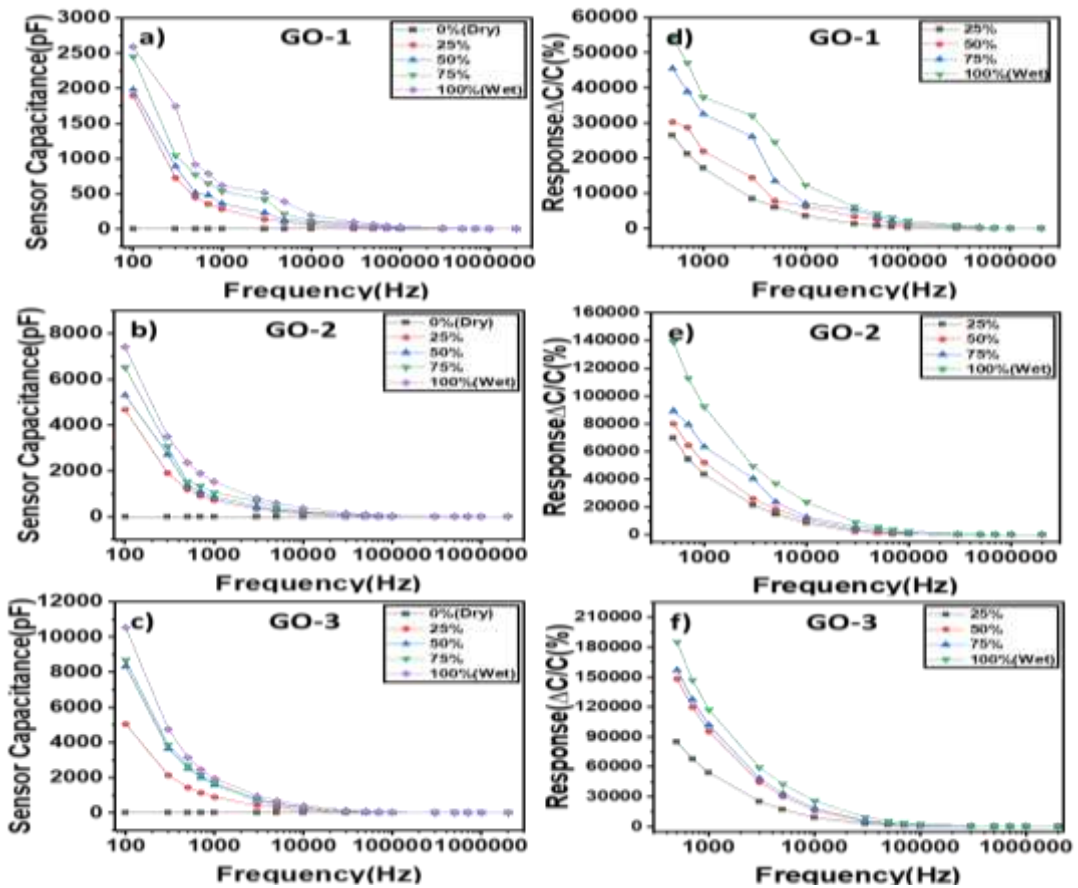 a)
GO-1
0%(Dry)
25%
50%
75%
100%(Wet)
3000
2500
2000
1500
1000
500
0
Sensor Capacitance(pF)
100 1000 10000 100000 1000000
Frequency(Hz)
d)
GO-1
25%
50%
75%
100%(Wet)
60000
50000
40000
30000
20000
10000
0
ResponseΔC/C(%)
1000 10000 100000 1000000
Frequency(Hz)
b)
GO-2
0%(Dry)
25%
50%
75%
100%(Wet)
8000
6000
4000
2000
0
Sensor Capacitance(pF)
100 1000 10000 100000 1000000
Frequency(Hz)
e)
GO-2
25%
50%
75%
100%(Wet)
160000
140000
120000
100000
80000
60000
40000
20000
0
ResponseΔC/C(%)
1000 10000 100000 1000000
Frequency(Hz)
c)
GO-3
0%(Dry)
25%
50%
75%
100%(Wet)
12000
10000
8000
6000
4000
2000
0
Sensor Capacitance(pF)
100 1000 10000 100000 1000000
Frequency(Hz)
f)
GO-3
25%
50%
75%
100%(Wet)
210000
180000
150000
120000
90000
60000
30000
0
Response(ΔC/C(%)
1000 10000 100000 1000000
Frequency(Hz)